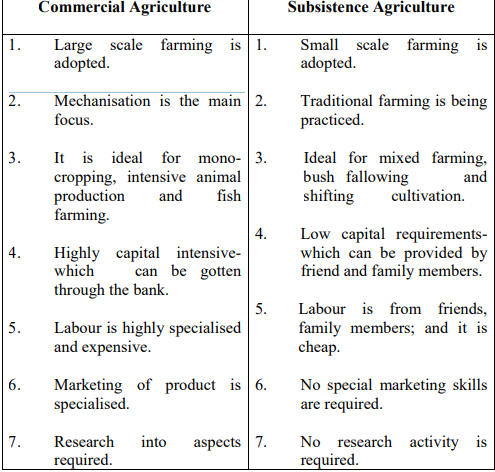 Commercial Agriculture
1. Large scale farming is
adopted.
2. Mechanisation is the main
focus.
3. It is ideal for mono-
cropping, intensive animal
production and fish
farming.
4. Highly capital intensive-
which can be gotten
through the bank.
5. Labour is highly specialised
and expensive.
6. Marketing of product is
specialised.
7. Research into aspects
required.
Subsistence Agriculture
1. Small scale farming is
adopted.
2. Traditional farming is being
practiced.
3. Ideal for mixed farming,
bush fallowing and
shifting cultivation.
4. Low capital requirements-
which can be provided by
friend and family members.
5. Labour is from friends,
family members; and it is
cheap.
6. No special marketing skills
are required.
7. No research activity is
required.